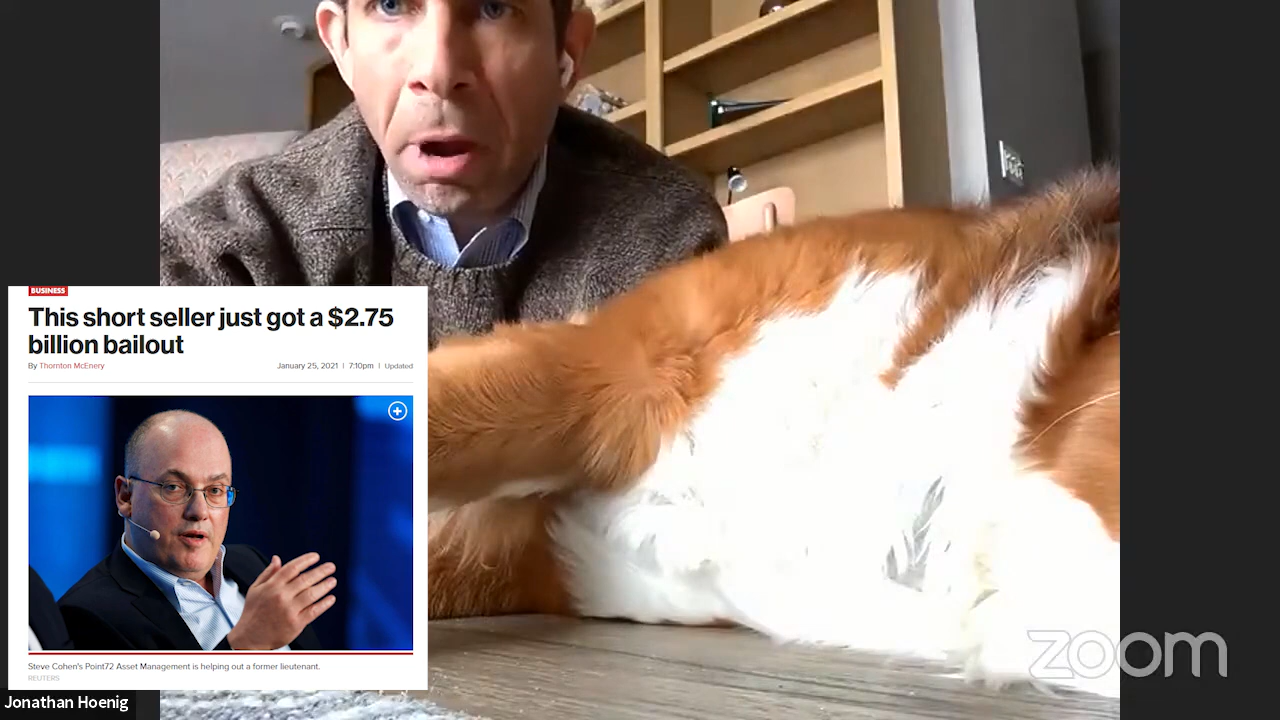 BUSINESS
This short seller just got a $2.75
billion bailout
By Thornton McEnery January 25, 2021 | 7:10pm | Updated
Steve Cohen's Point72 Asset Management is helping out a former lieutenant.
REUTERS
Jonathan Hoenig
zoom